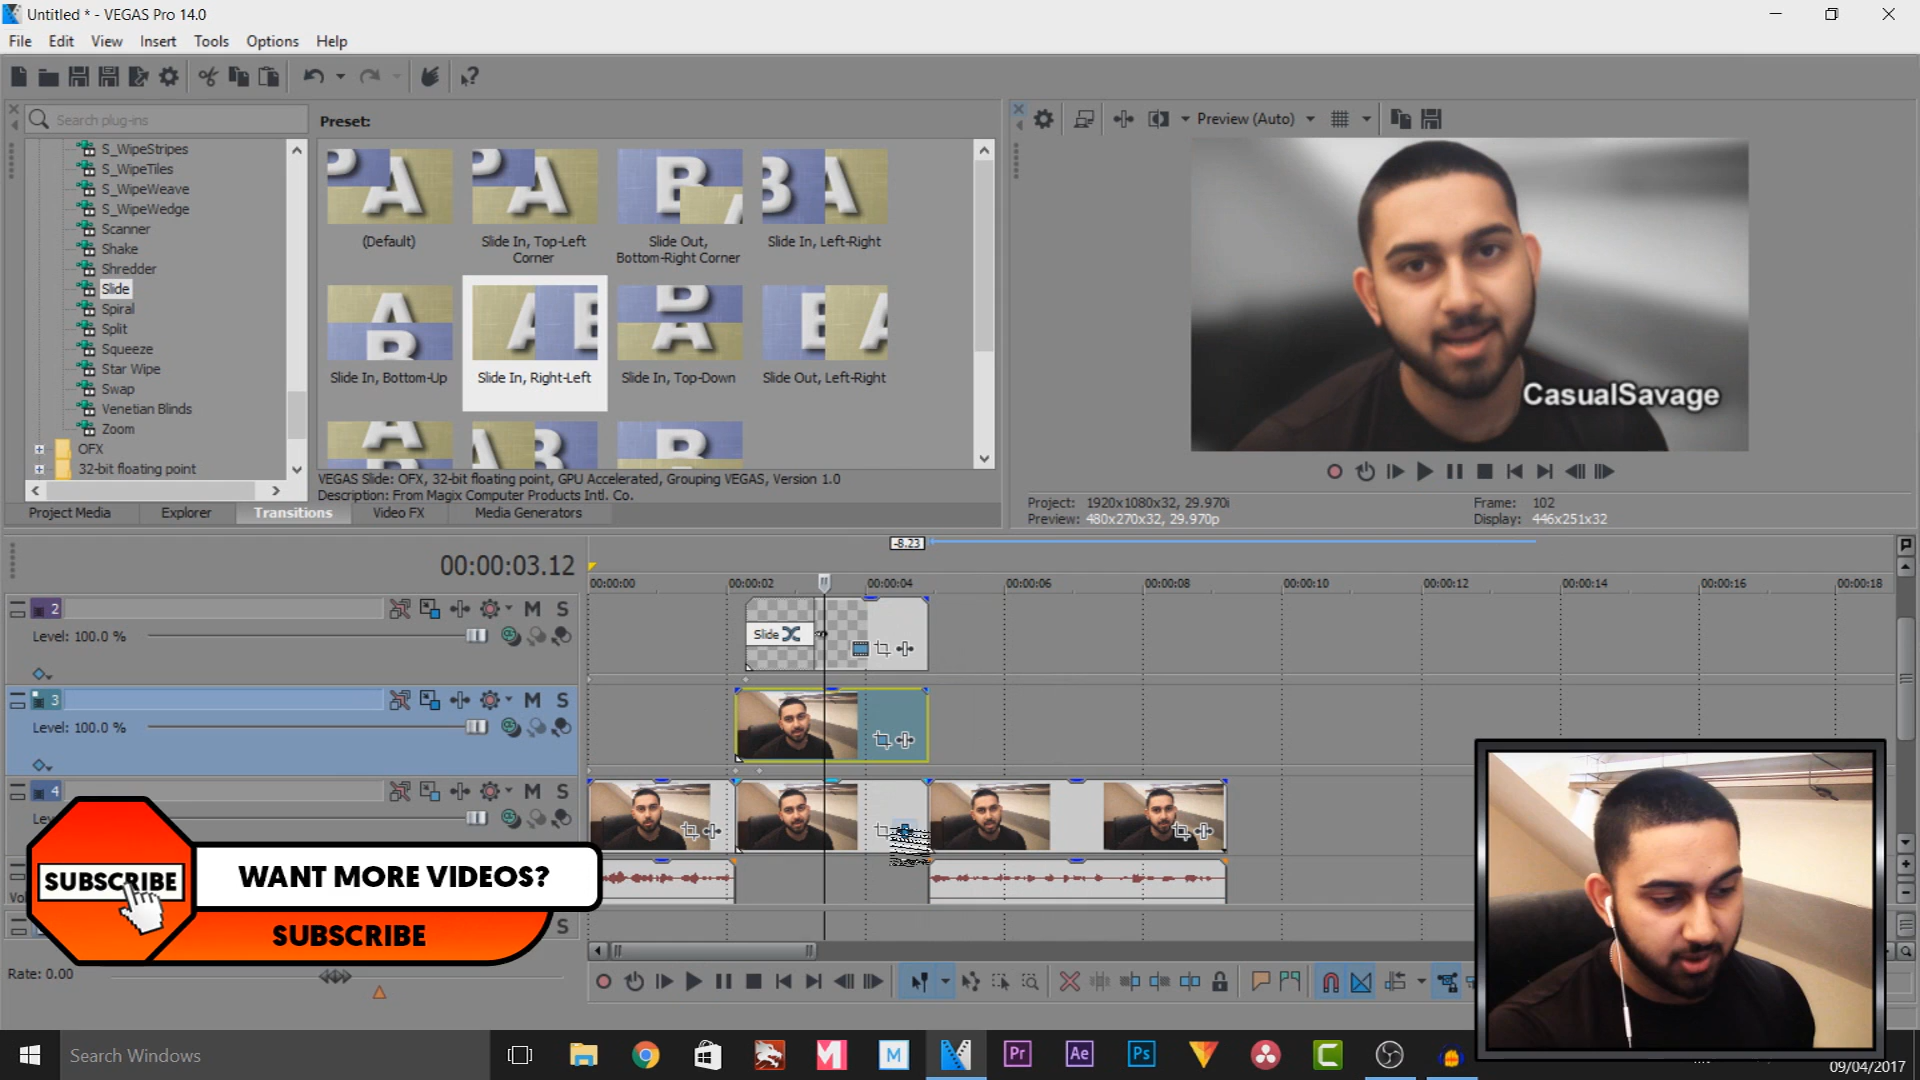 Untitled * - VEGAS Pro 14.0
File Edit View Insert Tools Options Help
Search plug-ins
Preset:
Preview (Auto)
S_WipeStripes
S_WipeTiles
S_WipeWeave
S_WipeWedge
Scanner
Shake
Shredder
Slide
Spiral
Split
Squeeze
Star Wipe
Swap
Venetian Blinds
Zoom
OFX
32-bit floating point
(Default)
Slide In, Top-Left Corner
Slide Out, Bottom-Right Corner
Slide In, Left-Right
Slide In, Bottom-Up
Slide In, Right-Left
Slide In, Top-Down
Slide Out, Left-Right
VEGAS Slide: OFX, 32-bit floating point, GPU Accelerated, Grouping VEGAS, Version 1.0
Description: From Magix Computer Products Intl. Co.
CasualSavage
Project: 1920x1080x32, 29.970i
Frame: 102
Preview: 480x270x32, 29.970p
Display: 446x251x32
Project Media Explorer Transitions Video FX Media Generators
-8.23
00:00:03.12
00:00:00 00:00:02 00:00:04 00:00:06 00:00:08 00:00:10 00:00:12 00:00:14 00:00:16 00:00:18
2 M S
Level: 100.0 %
Slide
3 M S
Level: 100.0 %
4 M S
SUBSCRIBE
WANT MORE VIDEOS?
SUBSCRIBE
S
Rate: 0.00
Search Windows
Pr Ae Ps
09/04/2017